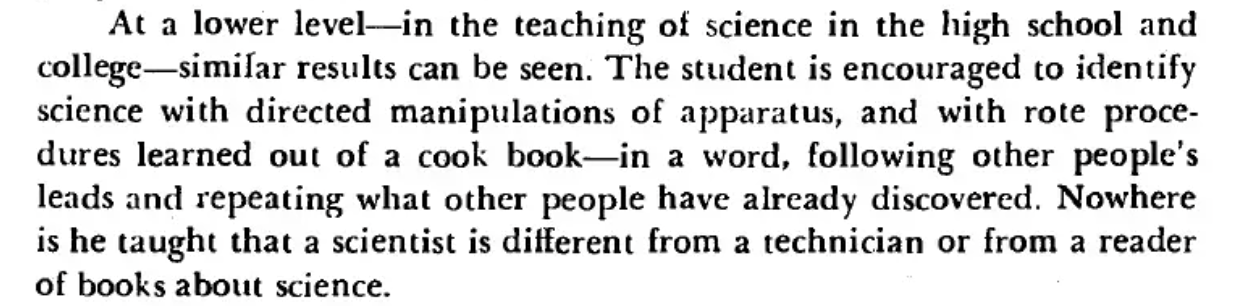 At a lower level—in the teaching of science in the high school and
college—similar results can be seen. The student is encouraged to identify
science with directed manipulations of apparatus, and with rote proce-
dures learned out of a cook book—in a word, following other people's
leads and repeating what other people have already discovered. Nowhere
is he taught that a scientist is different from a technician or from a reader
of books about science.